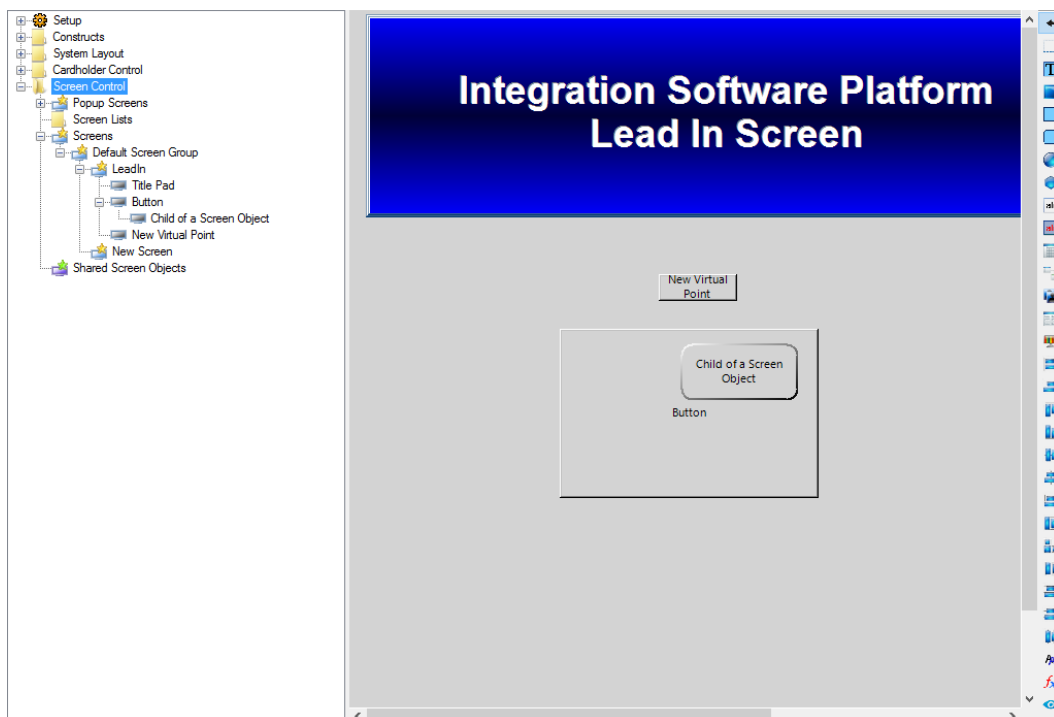 Setup
Constructs
System Layout
Cardholder Control
Screen Control
Popup Screens
Screen Lists
Screens
Default Screen Group
LeadIn
Title Pad
Button
Child of a Screen Object
New Virtual Point
New Screen
Shared Screen Objects
Integration Software Platform
Lead In Screen
New Virtual
Point
Child of a Screen
Object
Button